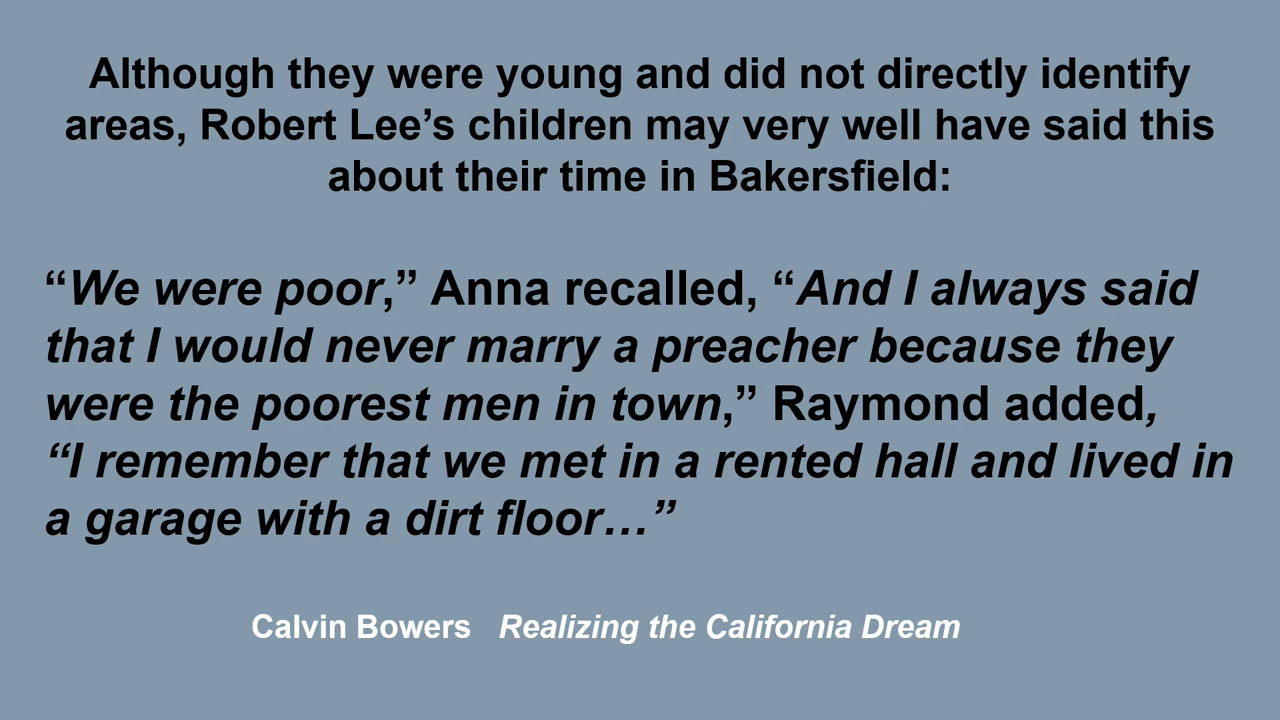 Although they were young and did not directly identify
areas, Robert Lee’s children may very well have said this
about their time in Bakersfield:
“We were poor,” Anna recalled, “And I always said
that I would never marry a preacher because they
were the poorest men in town,” Raymond added,
“I remember that we met in a rented hall and lived in
a garage with a dirt floor…”
Calvin Bowers Realizing the California Dream